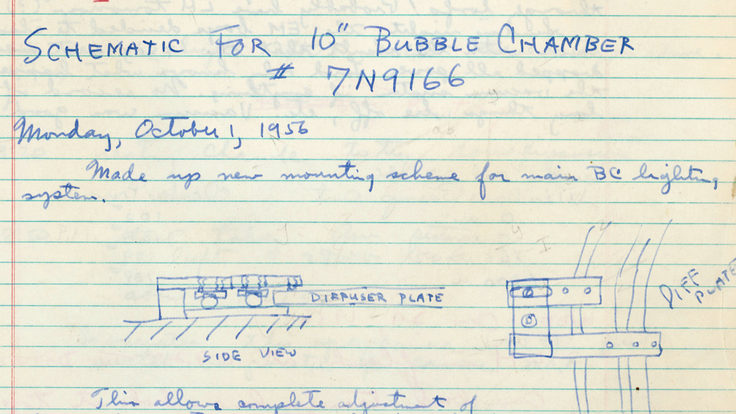 SCHEMATIC FOR 10" BUBBLE CHAMBER
# 7N9166
Monday, October 1, 1956
Made up new mounting scheme for main BC lighting
system.
DIFFUSER PLATE
SIDE VIEW
DIFF
PLATE
This allows complete adjustment of